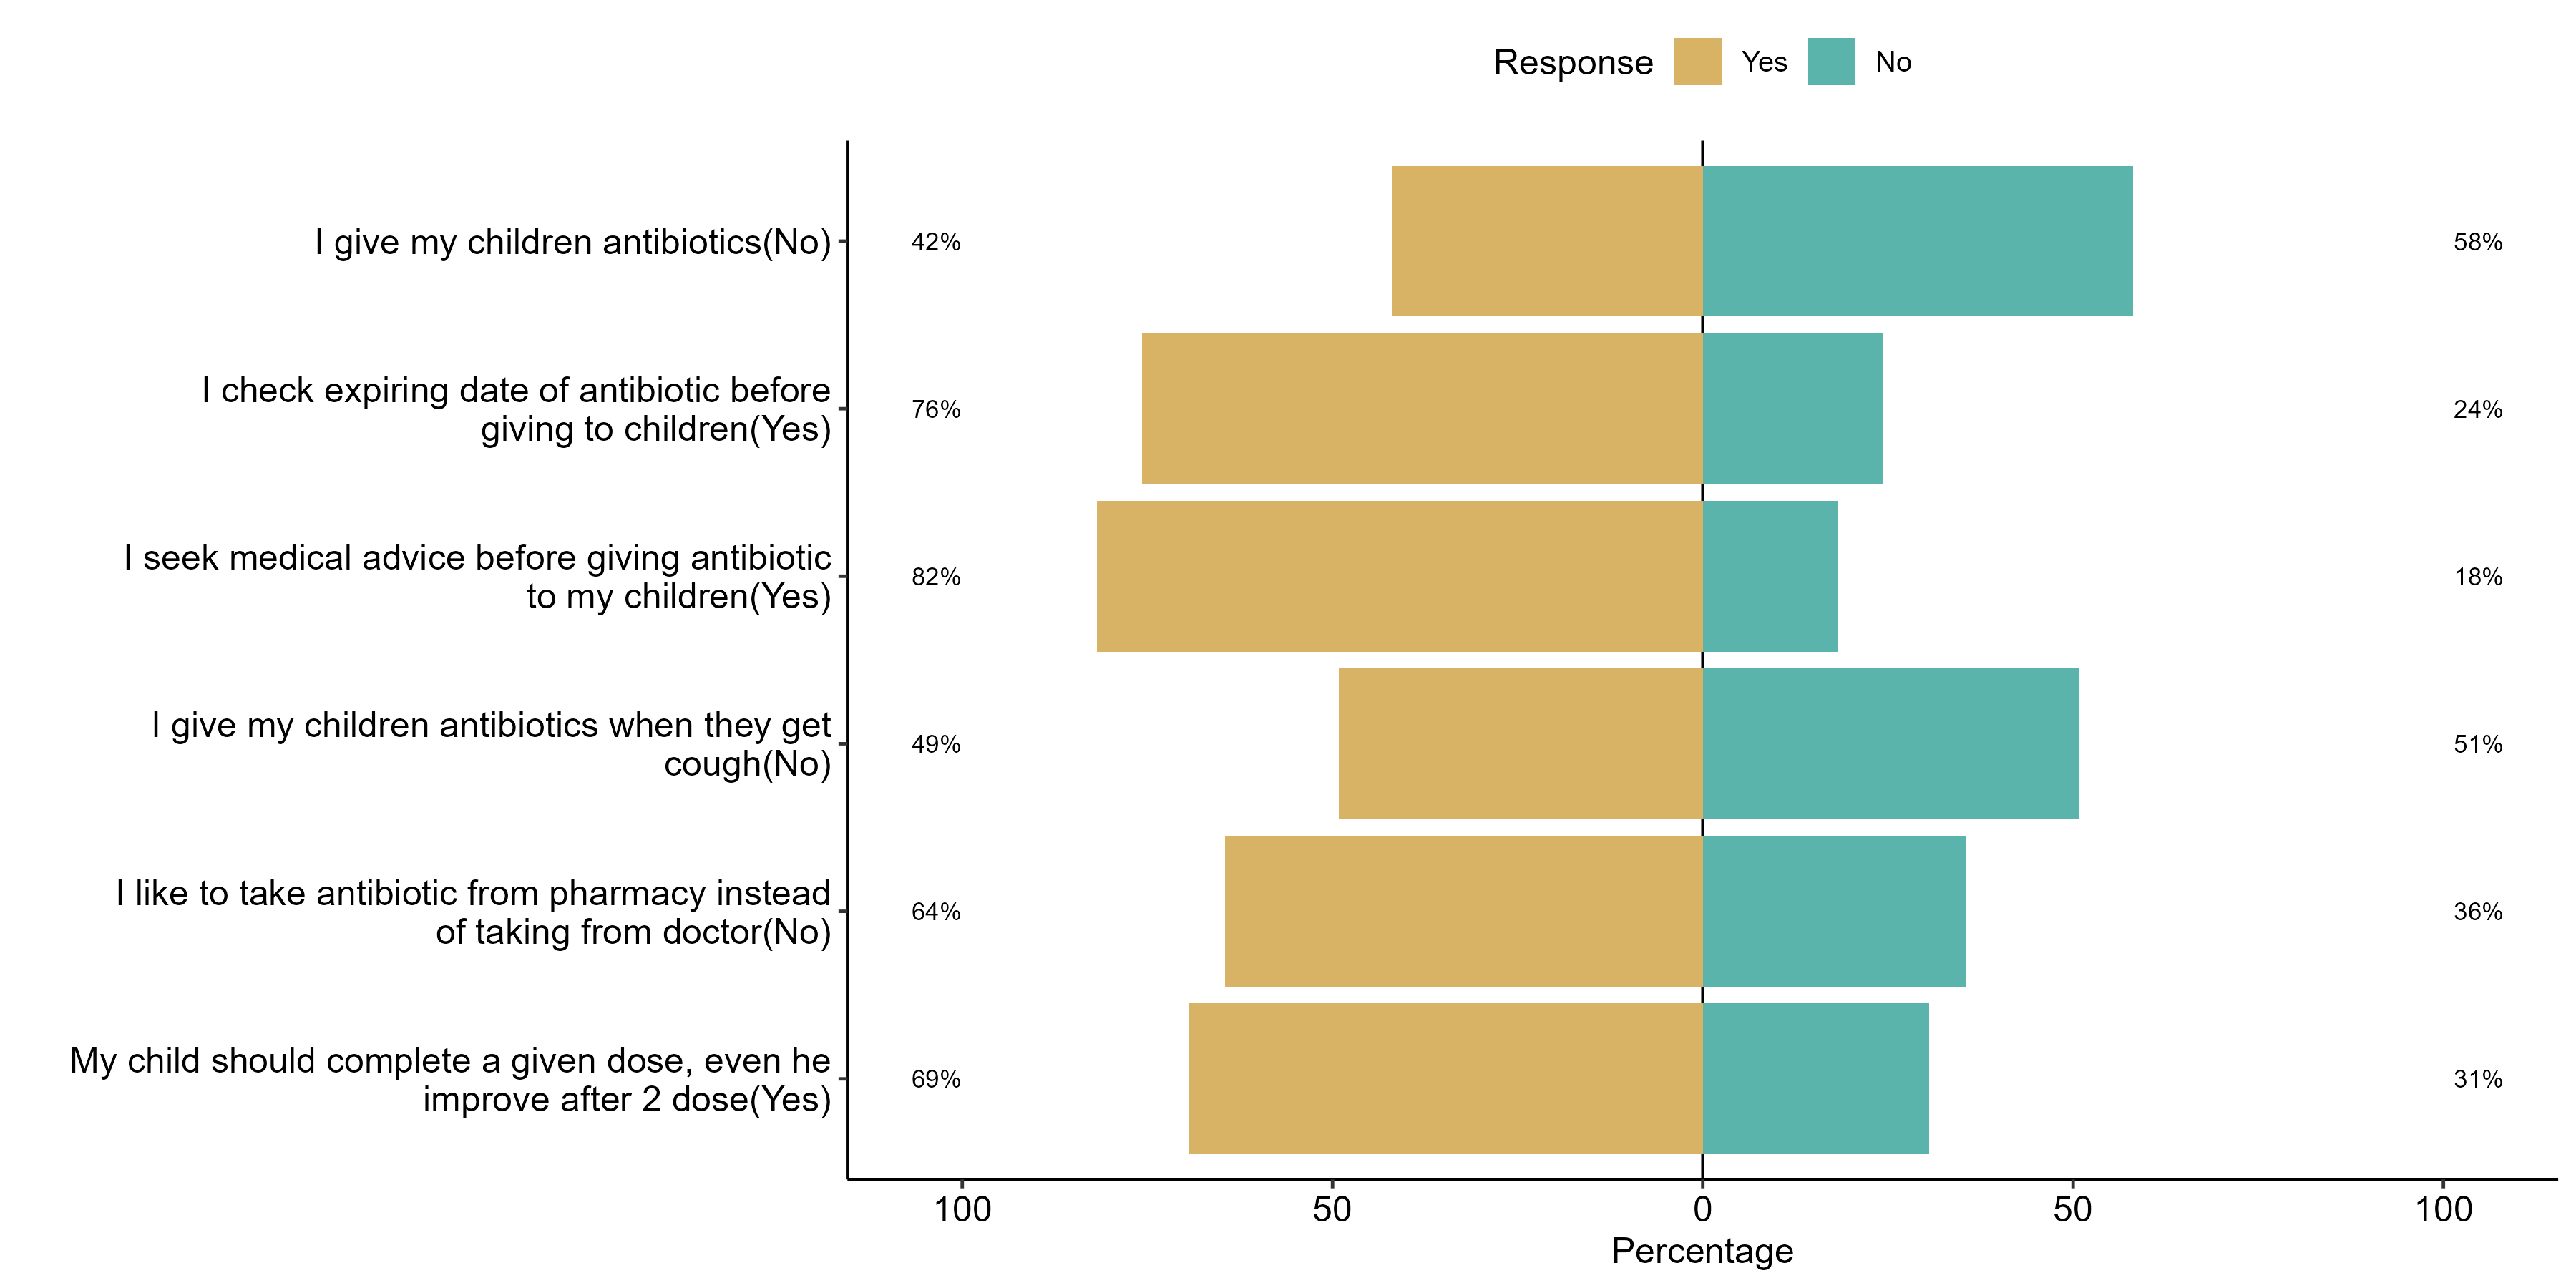 Response Yes No
I give my children antibiotics(No) 42% 58%
I check expiring date of antibiotic before
giving to children(Yes) 76% 24%
I seek medical advice before giving antibiotic
to my children(Yes) 82% 18%
I give my children antibiotics when they get
cough(No) 49% 51%
I like to take antibiotic from pharmacy instead
of taking from doctor(No) 64% 36%
My child should complete a given dose, even he
improve after 2 dose(Yes) 69% 31%
100 50 0 50 100
Percentage